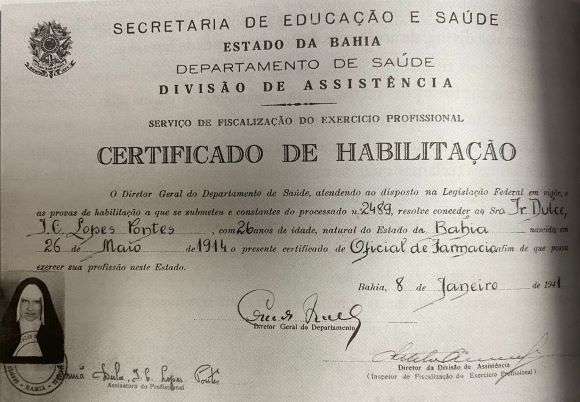 SECRETARIA DE EDUCAÇÃO E SAÚDE
ESTADO DA BAHIA
DEPARTAMENTO DE SAÚDE
DIVISÃO DE ASSISTÊNCIA
SERVIÇO DE FISCALIZAÇÃO DO EXERCICIO PROFISSIONAL
CERTIFICADO DE HABILITAÇÃO
O Diretor Geral do Departamento de Saúde, atendendo ao disposto na Legislação Federal em vigôr, e
as provas de habilitação a que se submeteu e constantes do processado n. 2489, resolve conceder ao Sra Ir. Dulce,
J. C. Lopes Pontes, com 26 anos de idade, natural do Estado da Bahia nascida em
26 de Maio de 1914 o presente certificado de Oficial de Farmacia afim de que possa
exercer sua profissão neste Estado.
Bahia, 8 de Janeiro de 1941
Diretor Geral do Departamento
Lopes Pontes
Assinatura do Profissional
Diretor da Divisão de Assistência
(Inspetor de Fiscalização do Exercício Profissional)
BAHIA